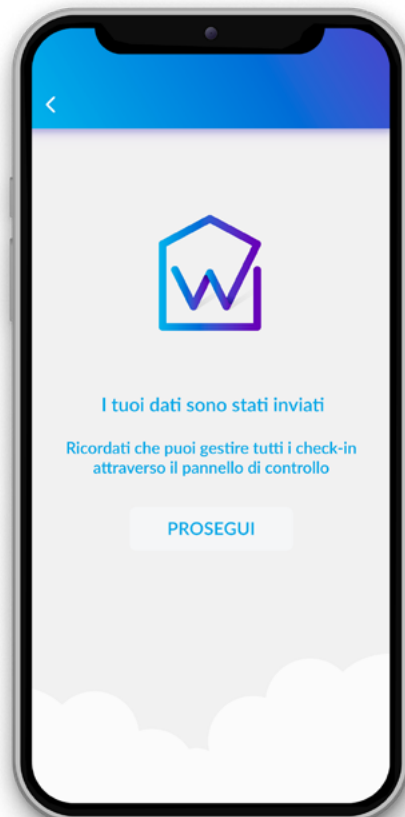 I tuoi dati sono stati inviati
Ricordati che puoi gestire tutti i check-in
attraverso il pannello di controllo
PROSEGUI